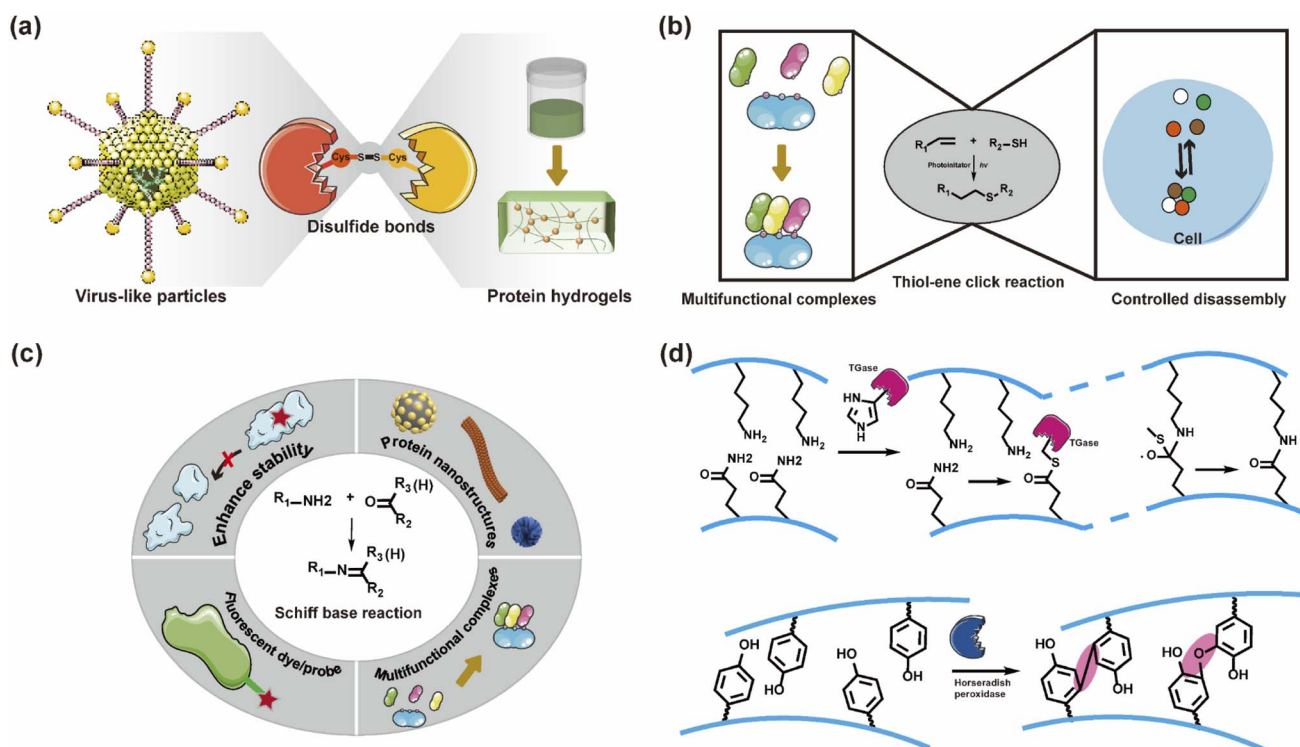 (a)
Cys
S
S
Cys
Disulfide bonds
Virus-like particles
Protein hydrogels
(b)
R1
+
R2–SH
Photoinitator
hv
R1
S
R2
Cell
Multifunctional complexes
Thiol-ene click reaction
Controlled disassembly
(c)
Enhance stability
Protein nanostructures
R1–NH2
+
O
R3(H)
R2
R1–N
R3(H)
R2
Schiff base reaction
Fluorescent dye/probe
Multifunctional complexes
(d)
TGase
HN
N
H
NH2
NH2
NH2
O
NH2
O
NH2
NH2
NH2
O
TGase
S
O
S
NH
O
NH
O
OH
HO
HO
HO
Horseradish
peroxidase
HO
OH
HO
O
OH